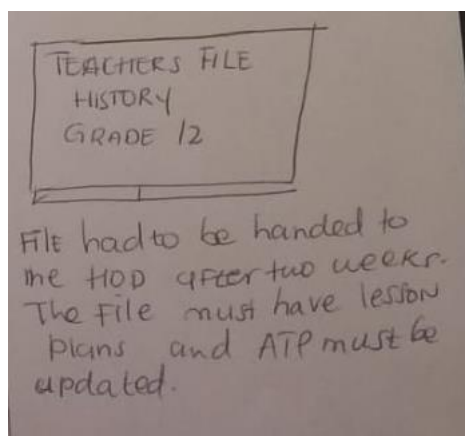 TEACHERS FILE
HISTORY
GRADE 12
File had to be handed to
the HOD after two weeks.
The File must have lesson
plans and ATP must be
updated.